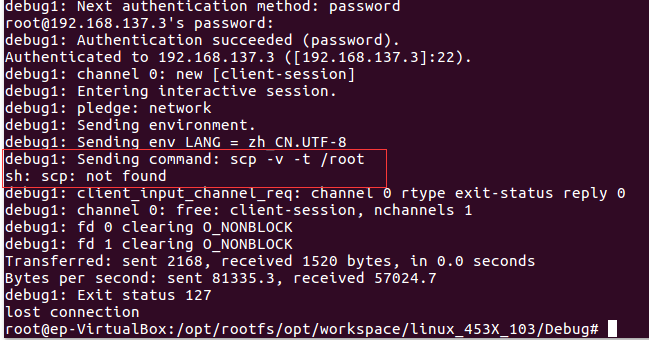 debug1: Next authentication method: password
root@192.168.137.3's password:
debug1: Authentication succeeded (password).
Authenticated to 192.168.137.3 ([192.168.137.3]:22).
debug1: channel 0: new [client-session]
debug1: Entering interactive session.
debug1: pledge: network
debug1: Sending environment.
debug1: Sending env LANG = zh_CN.UTF-8
debug1: Sending command: scp -v -t /root
sh: scp: not found
debug1: client_input_channel_req: channel 0 rtype exit-status reply 0
debug1: channel 0: free: client-session, nchannels 1
debug1: fd 0 clearing O_NONBLOCK
debug1: fd 1 clearing O_NONBLOCK
Transferred: sent 2168, received 1520 bytes, in 0.0 seconds
Bytes per second: sent 81335.3, received 57024.7
debug1: Exit status 127
lost connection
root@ep-VirtualBox:/opt/rootfs/opt/workspace/linux_453X_103/Debug#